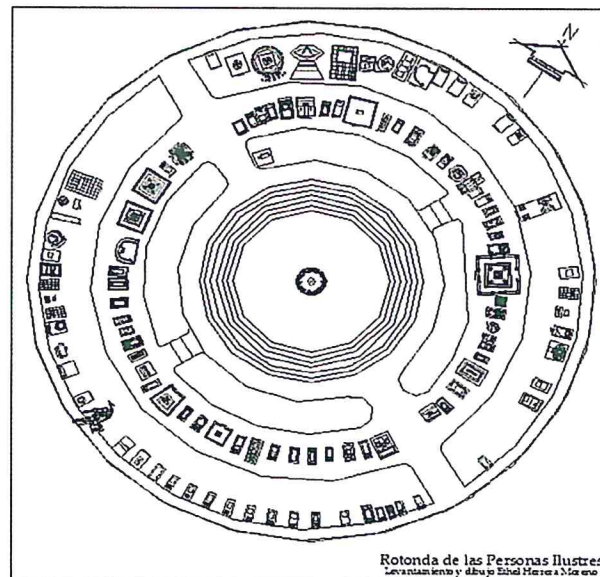 N
Rotonda de las Personas Ilustres
Levantamiento y dibujo Ethel Herrera Moreno